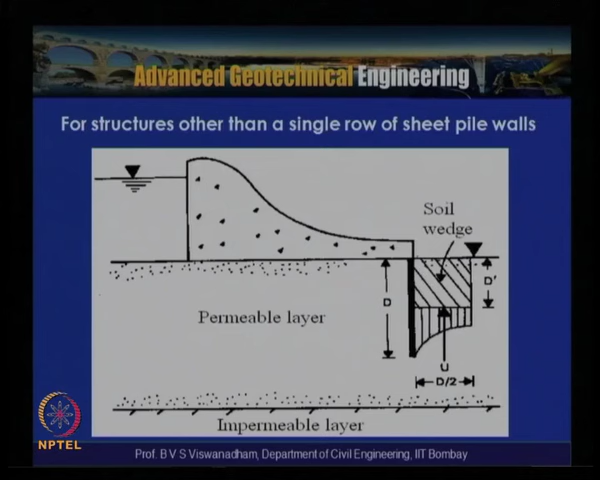 Advanced Geotechnical Engineering
For structures other than a single row of sheet pile walls
Soil
wedge
D'
D
Permeable layer
U
D/2
Impermeable layer
NPTEL
Prof. B V S Viswanadham, Department of Civil Engineering, IIT Bombay